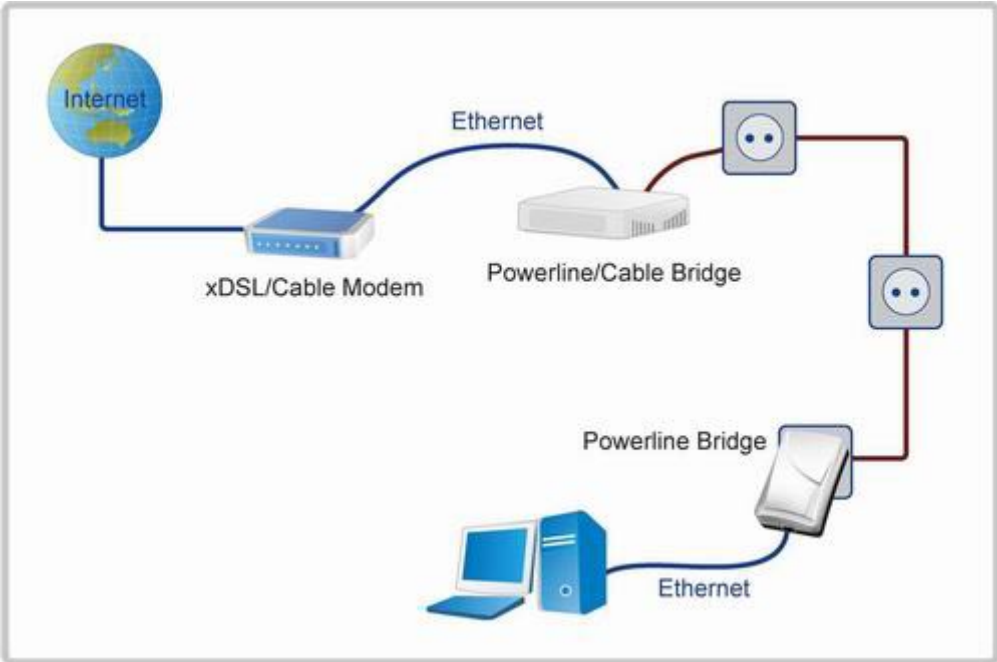 Internet
Ethernet
xDSL/Cable Modem
Powerline/Cable Bridge
Powerline Bridge
Ethernet